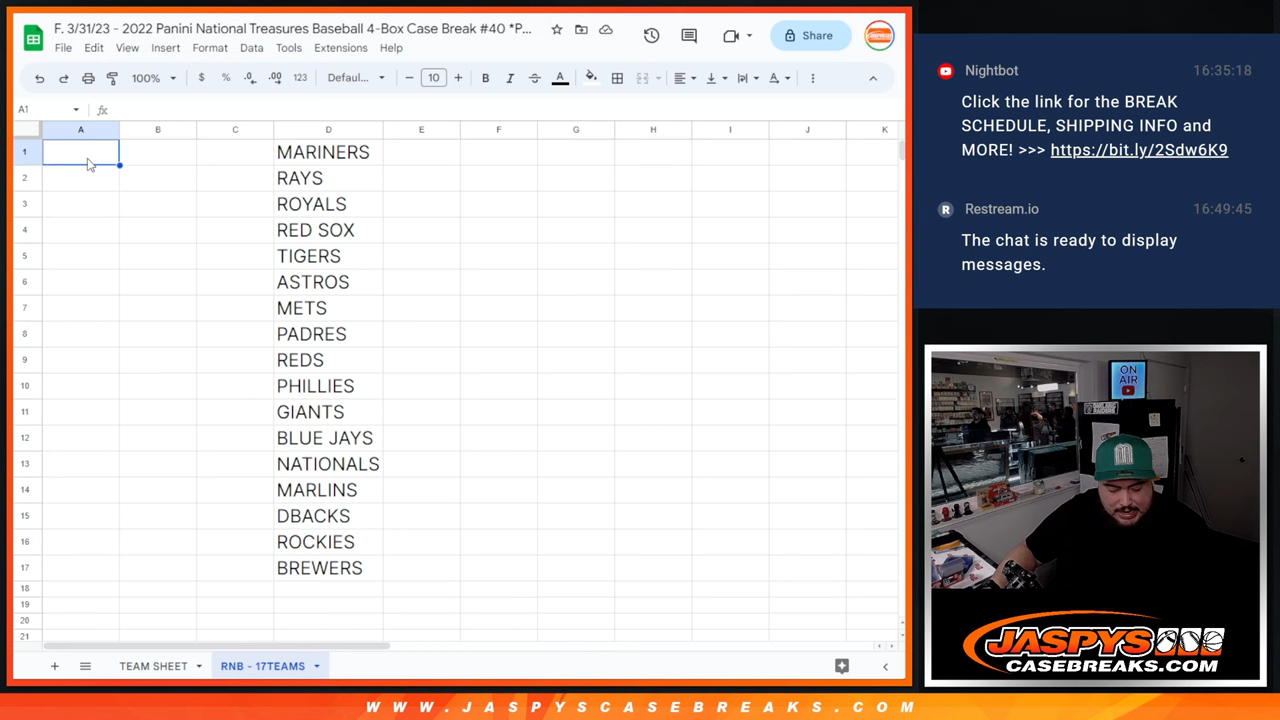 F. 3/31/23 - 2022 Panini National Treasures Baseball 4-Box Case Break #40 *P...
File Edit View Insert Format Data Tools Extensions Help
Share
100% $ % .0 .00 123 Defaul... 10 B I S A
A1 fx
A B C D E F G H I J K
1 MARINERS
2 RAYS
3 ROYALS
4 RED SOX
5 TIGERS
6 ASTROS
7 METS
8 PADRES
9 REDS
10 PHILLIES
11 GIANTS
12 BLUE JAYS
13 NATIONALS
14 MARLINS
15 DBACKS
16 ROCKIES
17 BREWERS
18
19
20
21
TEAM SHEET RNB - 17TEAMS
Nightbot 16:35:18
Click the link for the BREAK
SCHEDULE, SHIPPING INFO and
MORE! >>> https://bit.ly/2Sdw6K9
R Restream.io 16:49:45
The chat is ready to display
messages.
ON
AIR
RAIDERS
JASPYS
CASEBREAKS.COM
WWW.JASPYSCASEBREAKS.COM